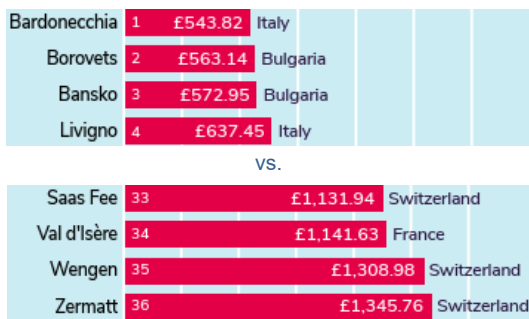 Bardonecchia 1 £543.82 Italy
Borovets 2 £563.14 Bulgaria
Bansko 3 £572.95 Bulgaria
Livigno 4 £637.45 Italy
vs.
Saas Fee 33 £1,131.94 Switzerland
Val d'Isère 34 £1,141.63 France
Wengen 35 £1,308.98 Switzerland
Zermatt 36 £1,345.76 Switzerland